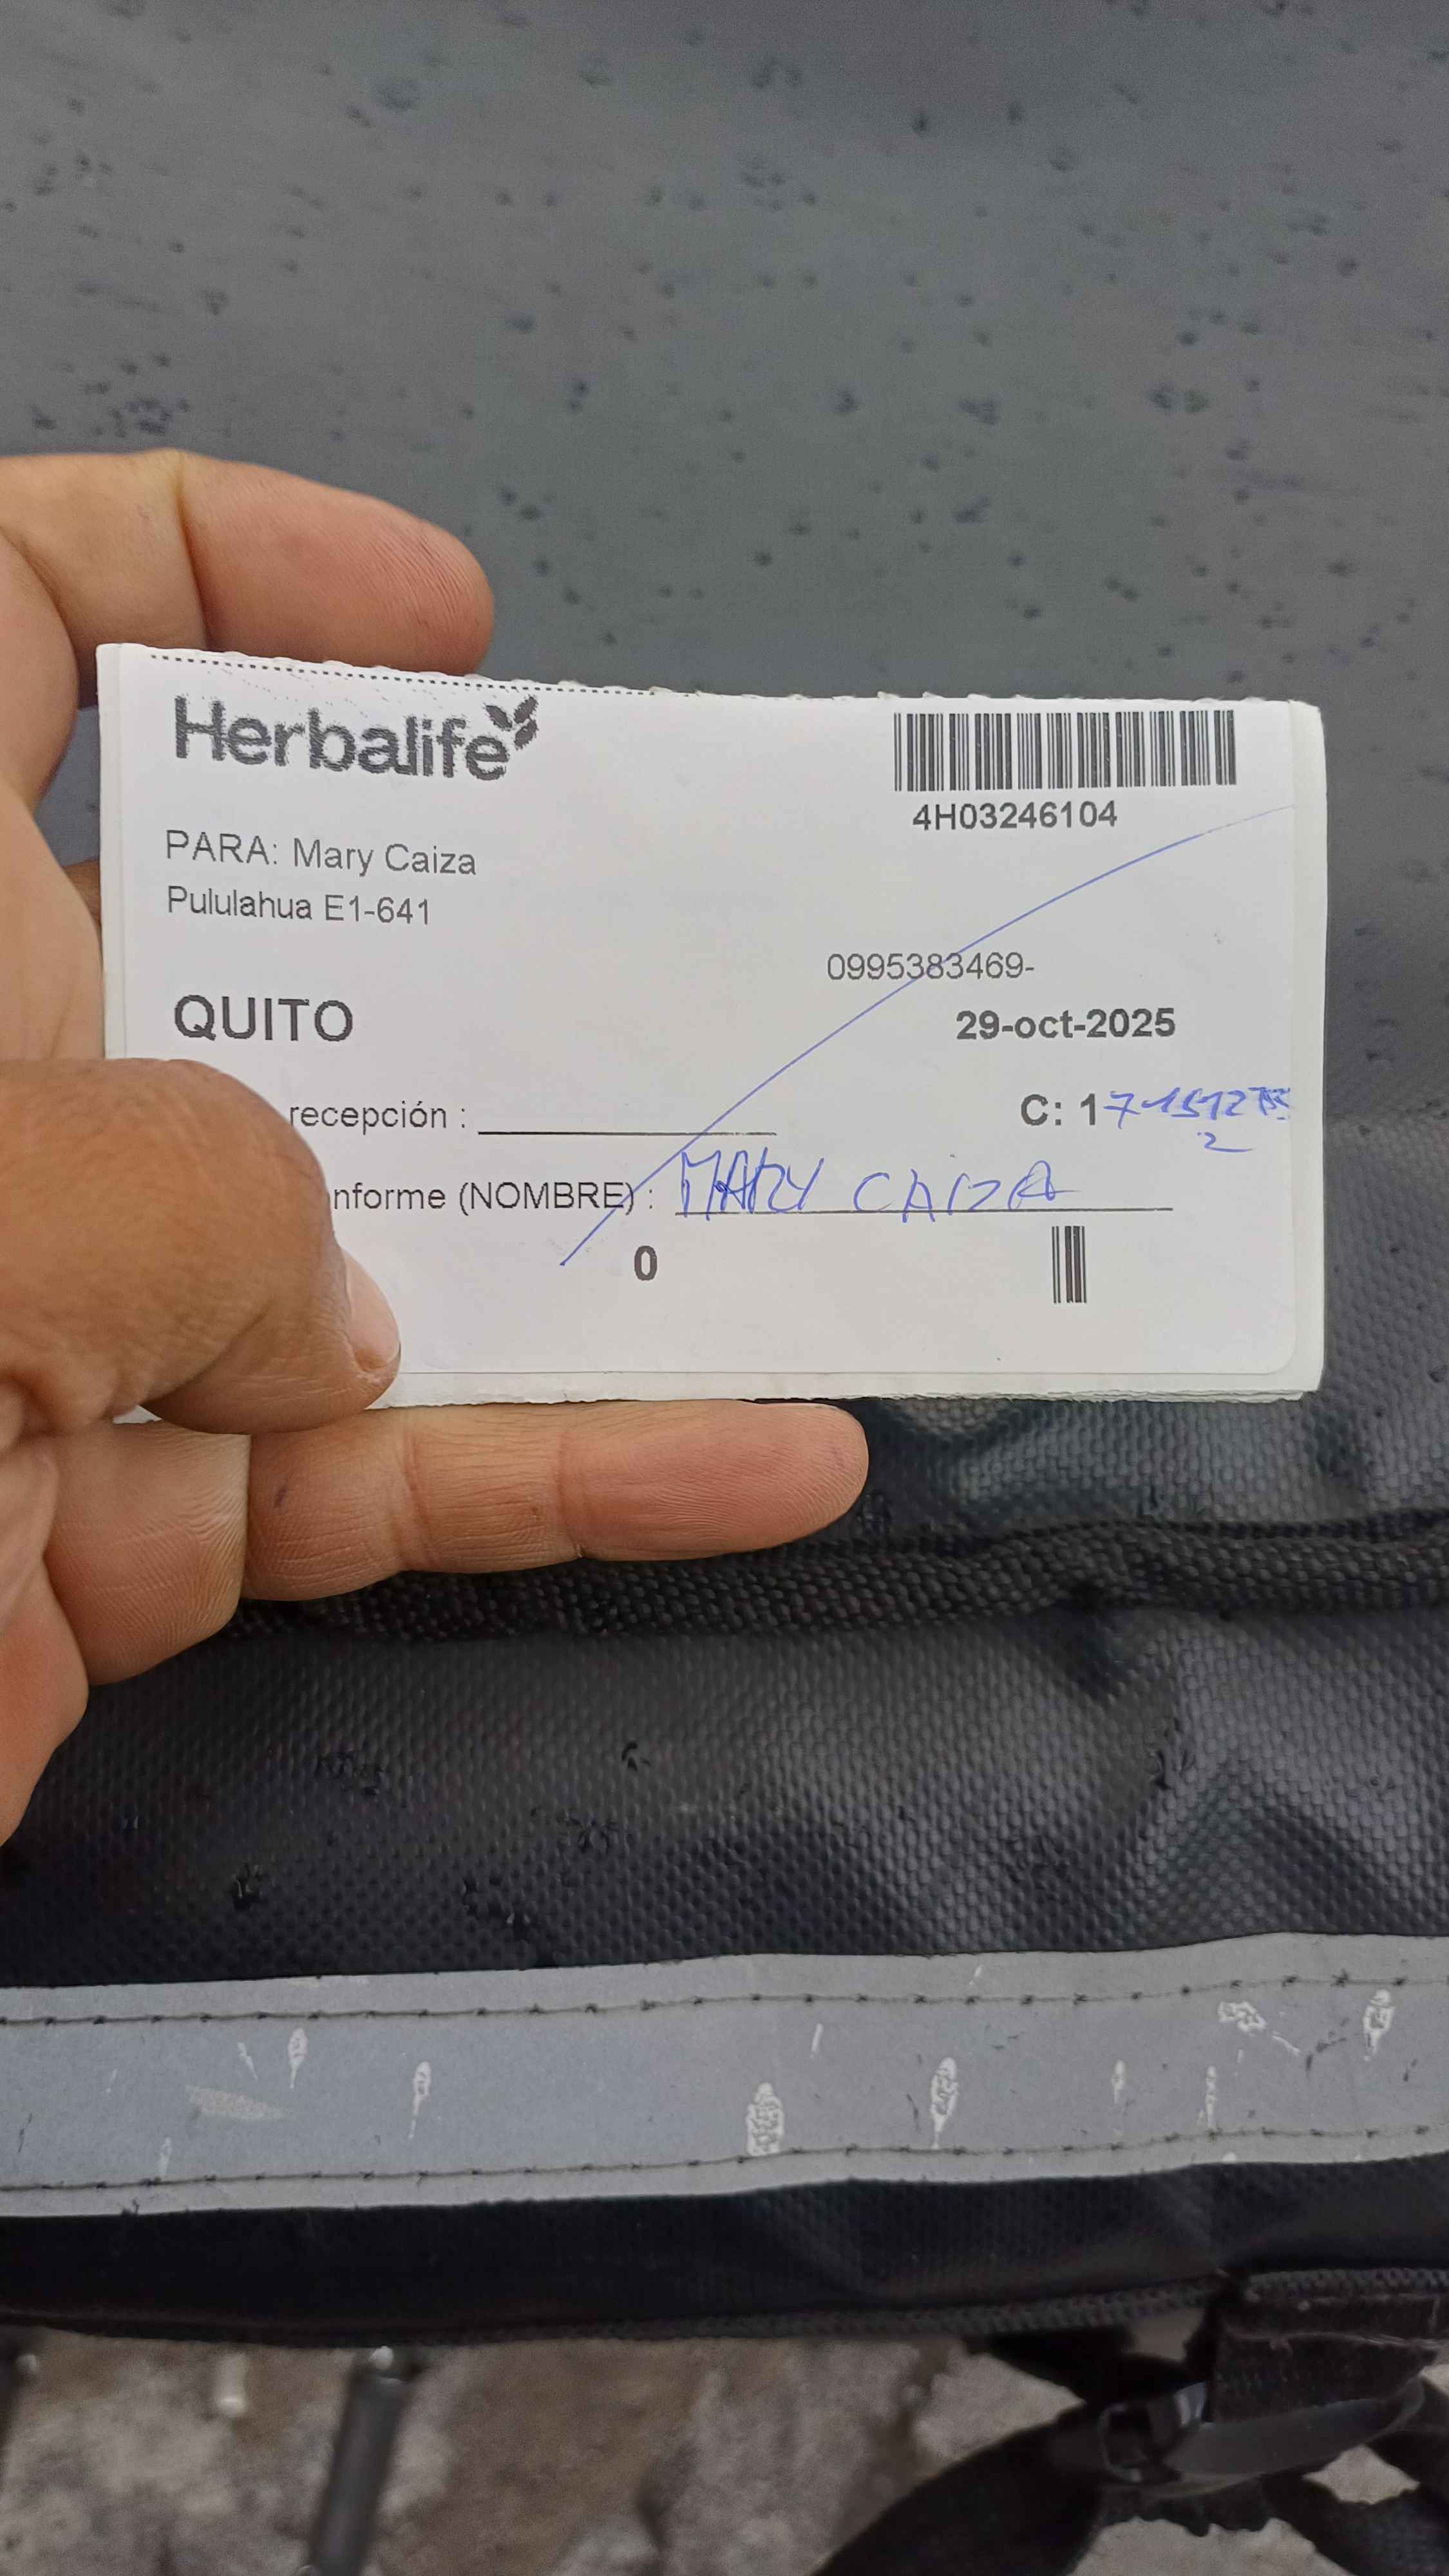 Herbalife
4H03246104
PARA: Mary Caiza
Pululahua E1-641
0995383469-
QUITO
29-oct-2025
recepción :
C: 1
nforme (NOMBRE) : MARY CAIZA
0